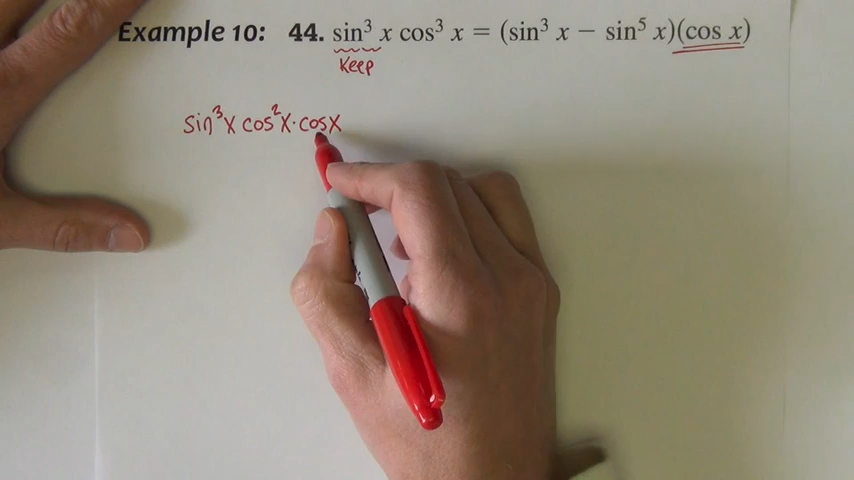 Example 10: 44. sin³ x cos³ x = (sin³ x − sin⁵ x)(cos x)
Keep
sin³x cos²x·cosx